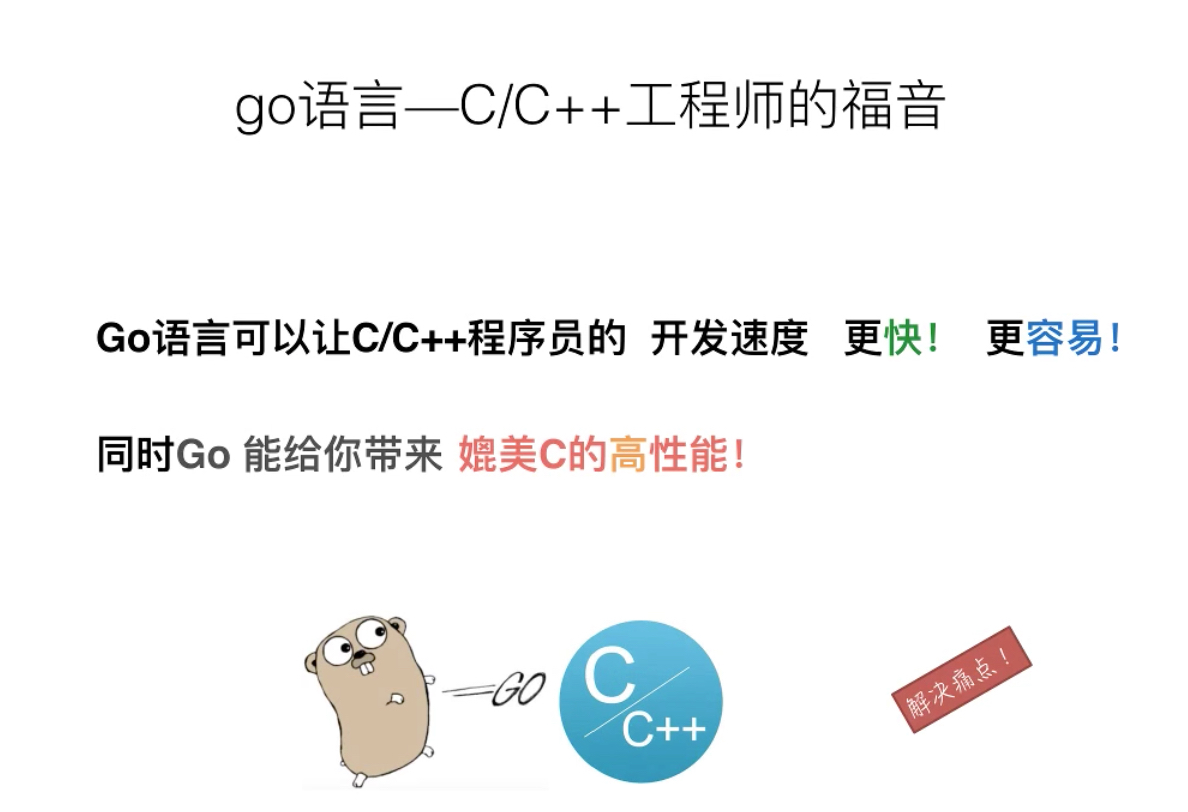 go语言—C/C++工程师的福音
Go语言可以让C/C++程序员的 开发速度 更快！ 更容易！
同时Go 能给你带来 媲美C的高性能！
GO
C
C++
解决痛点！